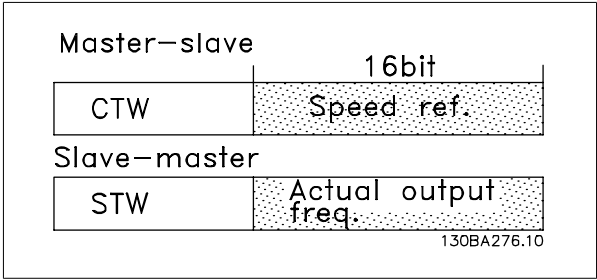 Master-slave
16bit
CTW Speed ref.
Slave-master
STW Actual output
freq.
130BA276.10